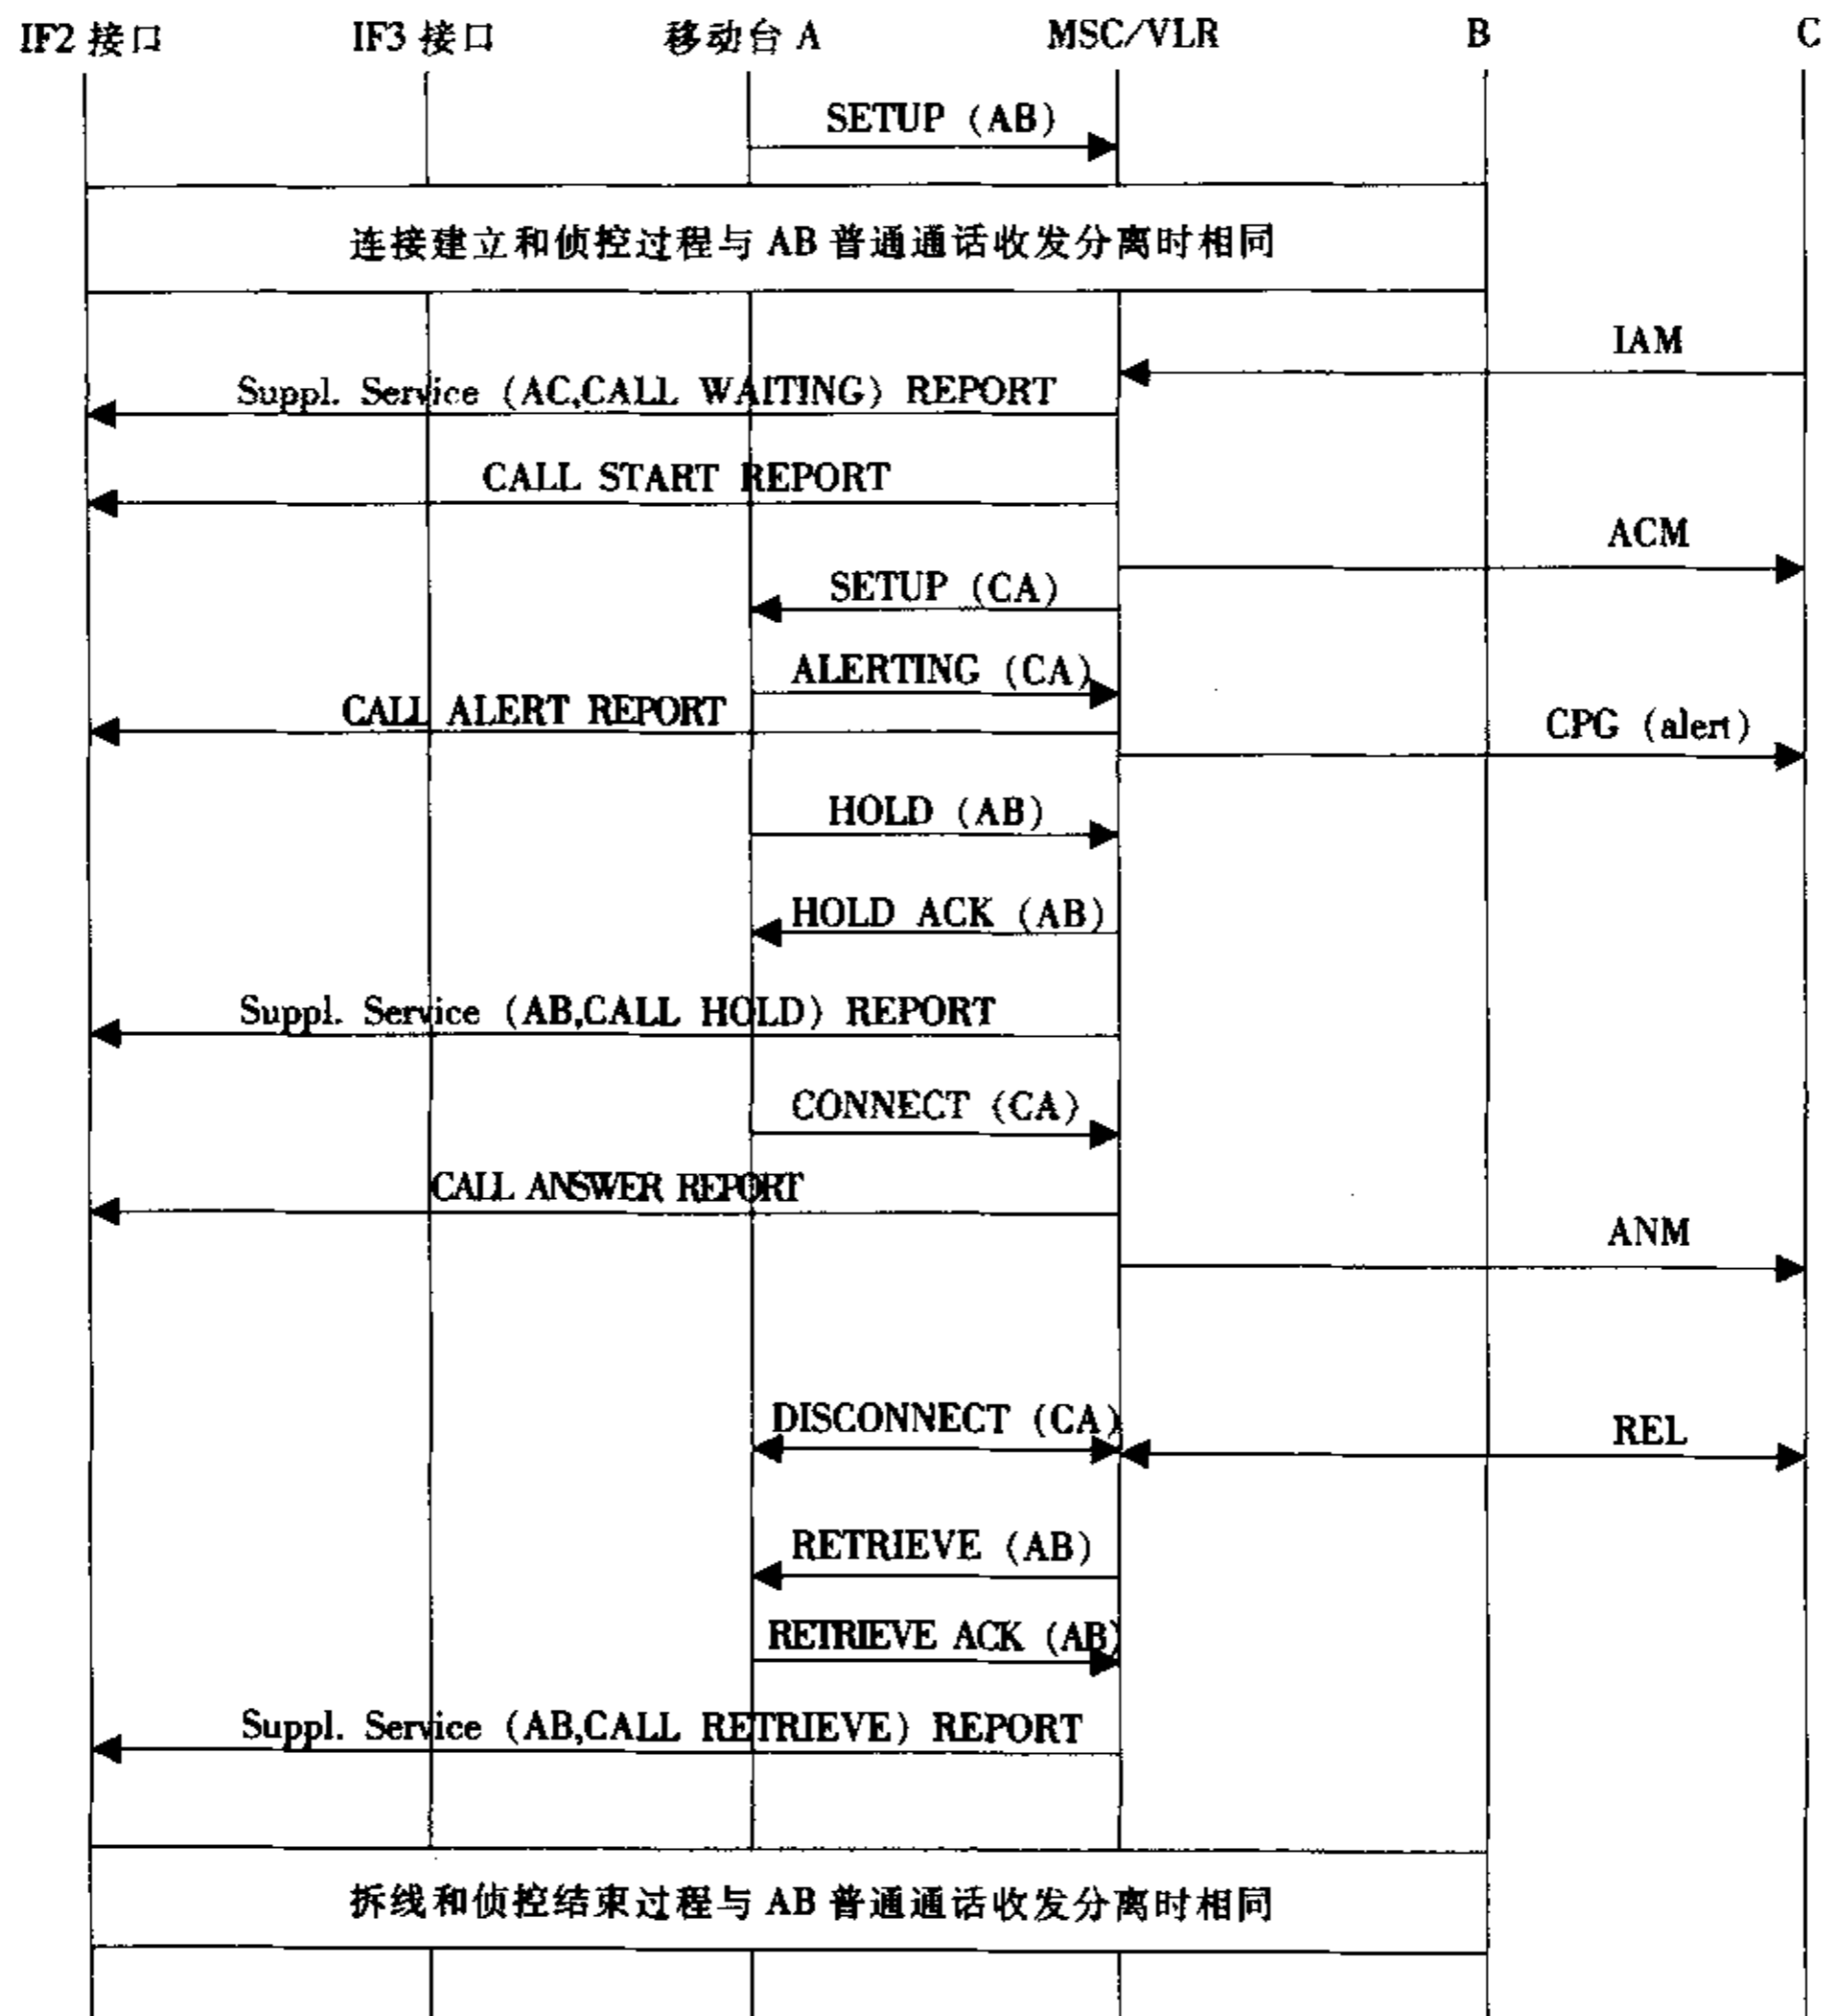 IF2 接口 IF3 接口 移动台 A MSC/VLR B C
SETUP (AB)
连接建立和侦控过程与 AB 普通通话收发分离时相同
IAM
Suppl. Service (AC,CALL WAITING) REPORT
CALL START REPORT
ACM
SETUP (CA)
ALERTING (CA)
CALL ALERT REPORT
CPG (alert)
HOLD (AB)
HOLD ACK (AB)
Suppl. Service (AB,CALL HOLD) REPORT
CONNECT (CA)
CALL ANSWER REPORT
ANM
DISCONNECT (CA)
REL
RETRIEVE (AB)
RETRIEVE ACK (AB)
Suppl. Service (AB,CALL RETRIEVE) REPORT
拆线和侦控结束过程与 AB 普通通话收发分离时相同